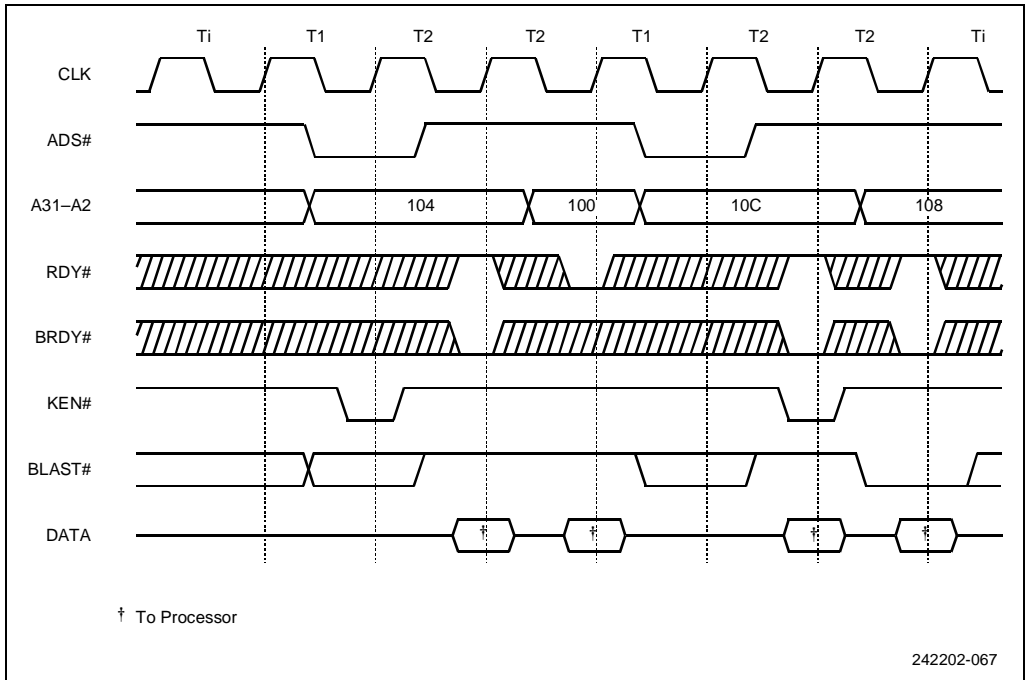 Ti T1 T2 T2 T1 T2 T2 Ti
CLK
ADS#
A31–A2 104 100 10C 108
RDY#
BRDY#
KEN#
BLAST#
DATA † † † †
† To Processor
242202-067